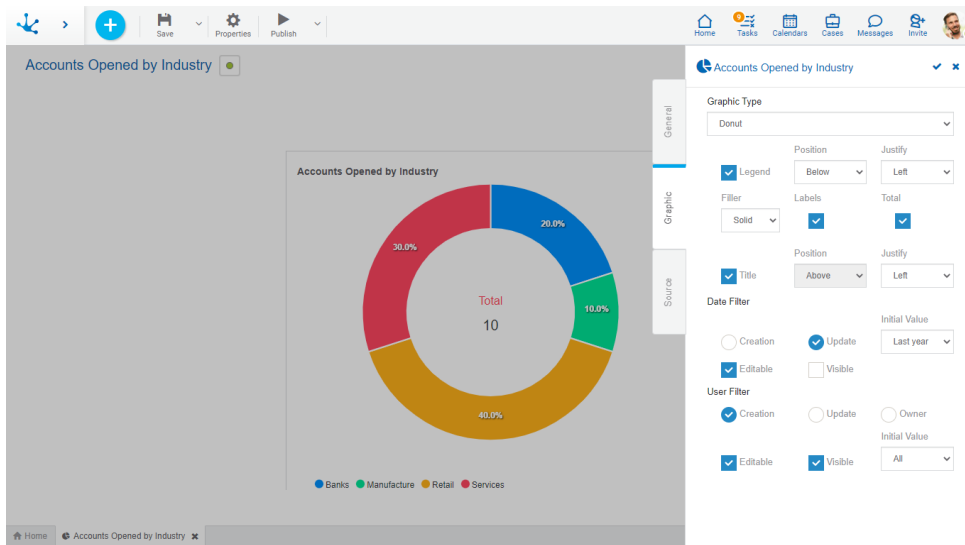 Save
Properties
Publish
Home
9
Tasks
Calendars
Cases
Messages
Invite
Accounts Opened by Industry
Accounts Opened by Industry
20.0%
30.0%
10.0%
40.0%
Total
10
Banks Manufacture Retail Services
General
Graphic
Source
Accounts Opened by Industry
Graphic Type
Donut
Position Justify
Legend Below Left
Filler Labels Total
Solid
Position Justify
Title Above Left
Date Filter
Initial Value
Creation Update Last year
Editable Visible
User Filter
Creation Update Owner
Initial Value
Editable Visible All
Home Accounts Opened by Industry